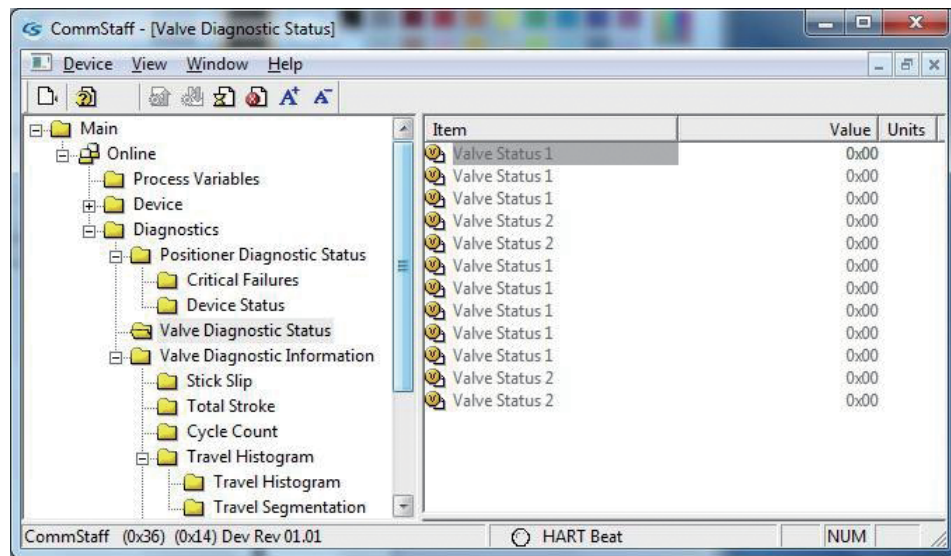 CommStaff - [Valve Diagnostic Status]
Device View Window Help
Main
Online
Process Variables
Device
Diagnostics
Positioner Diagnostic Status
Critical Failures
Device Status
Valve Diagnostic Status
Valve Diagnostic Information
Stick Slip
Total Stroke
Cycle Count
Travel Histogram
Travel Histogram
Travel Segmentation
Item Value Units
Valve Status 1 0x00
Valve Status 1 0x00
Valve Status 1 0x00
Valve Status 2 0x00
Valve Status 2 0x00
Valve Status 1 0x00
Valve Status 1 0x00
Valve Status 1 0x00
Valve Status 1 0x00
Valve Status 1 0x00
Valve Status 2 0x00
Valve Status 2 0x00
CommStaff (0x36) (0x14) Dev Rev 01.01 HART Beat NUM